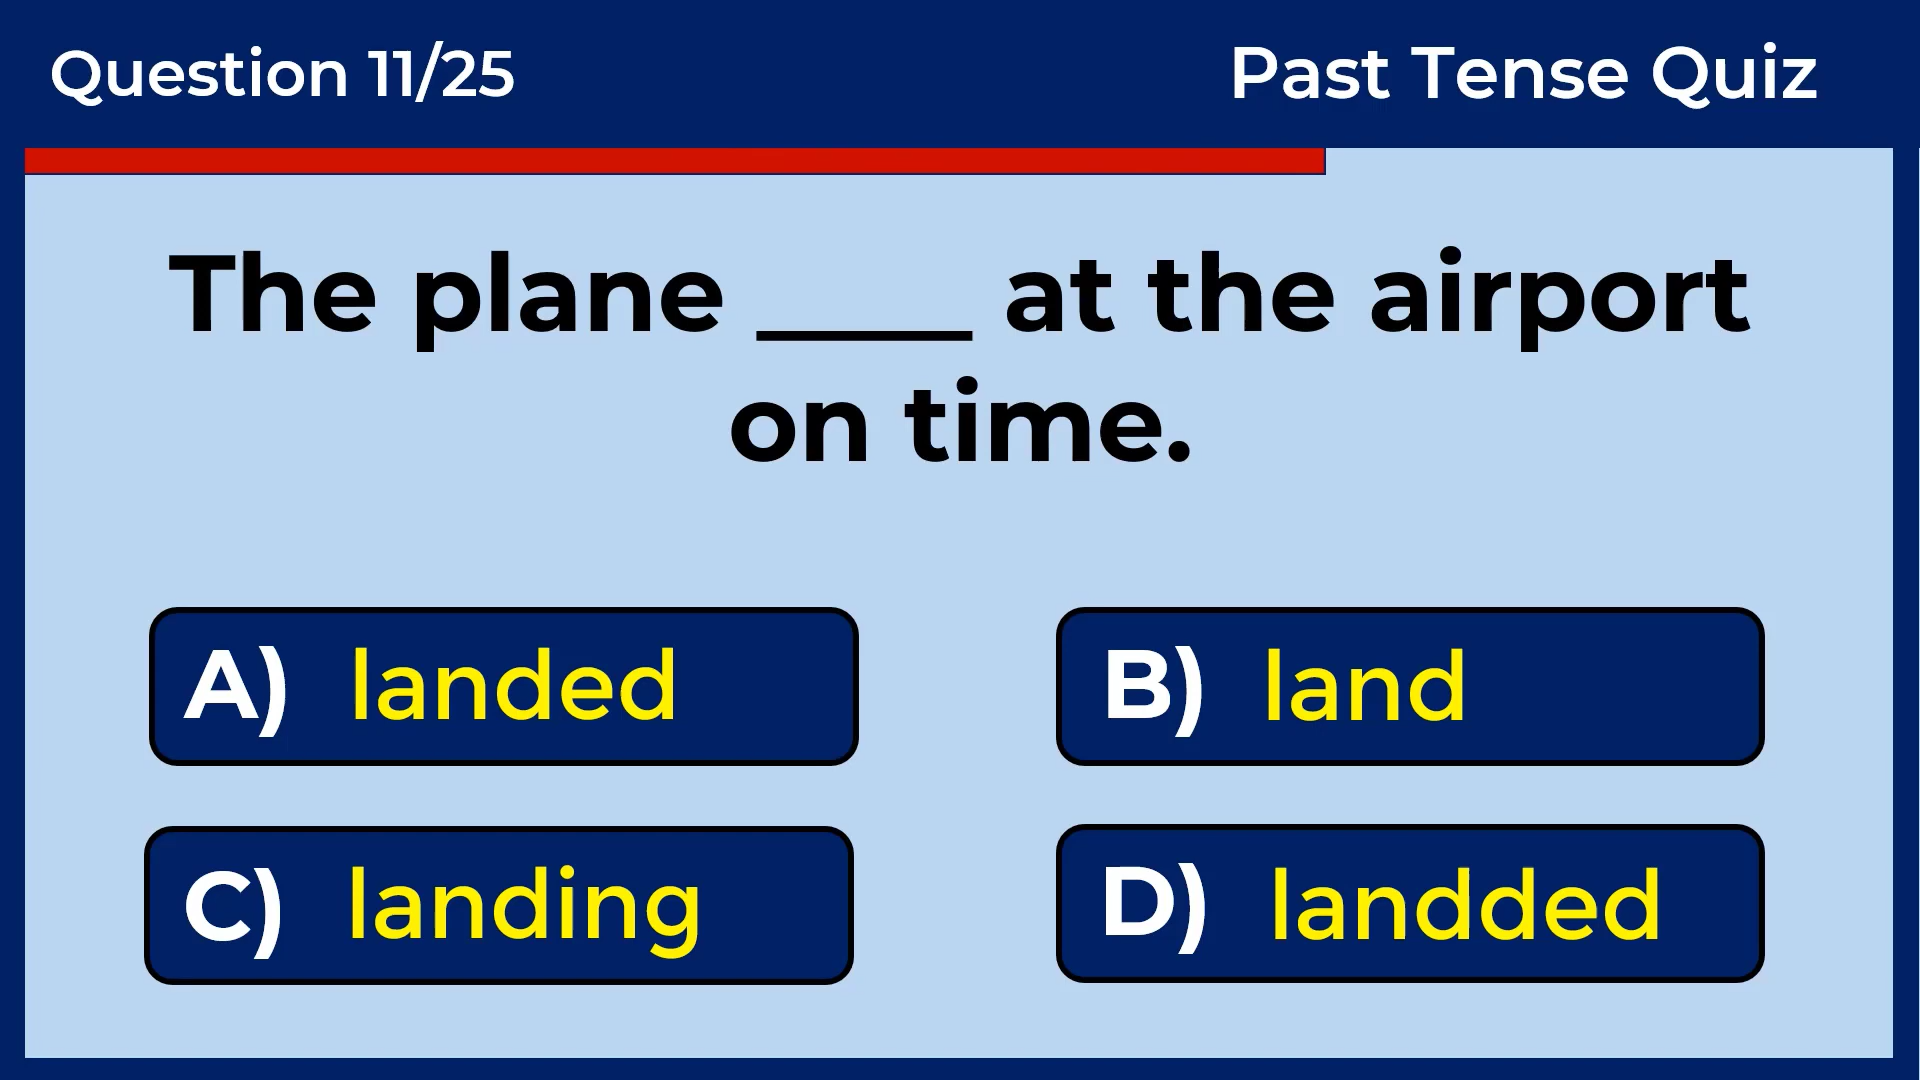 Question 11/25
Past Tense Quiz
The plane ____ at the airport
on time.
A) landed
B) land
C) landing
D) landded